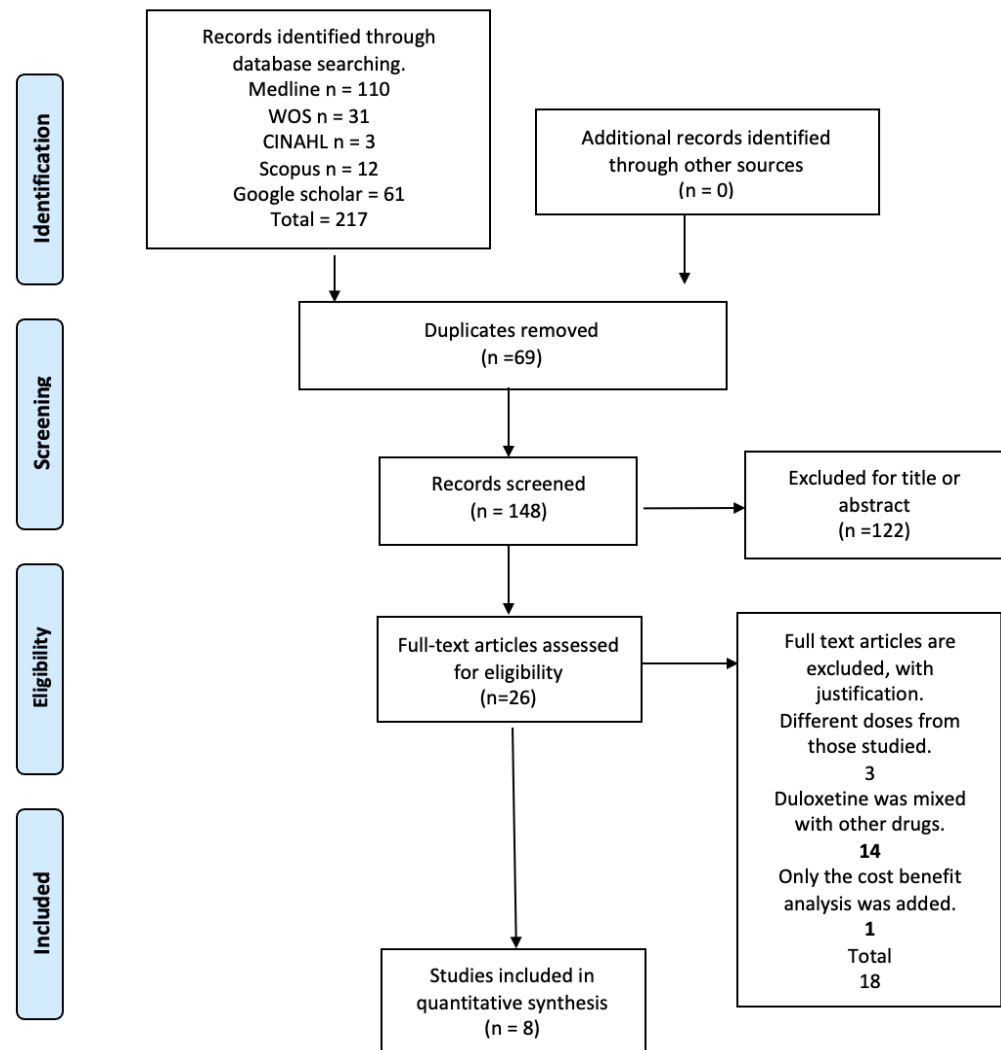 Identification
Records identified through
database searching.
Medline n = 110
WOS n = 31
CINAHL n = 3
Scopus n = 12
Google scholar = 61
Total = 217
Additional records identified
through other sources
(n = 0)
Screening
Duplicates removed
(n =69)
Records screened
(n = 148)
Excluded for title or
abstract
(n =122)
Eligibility
Full-text articles assessed
for eligibility
(n=26)
Full text articles are
excluded, with
justification.
Different doses from
those studied.
3
Duloxetine was mixed
with other drugs.
14
Only the cost benefit
analysis was added.
1
Total
18
Included
Studies included in
quantitative synthesis
(n = 8)